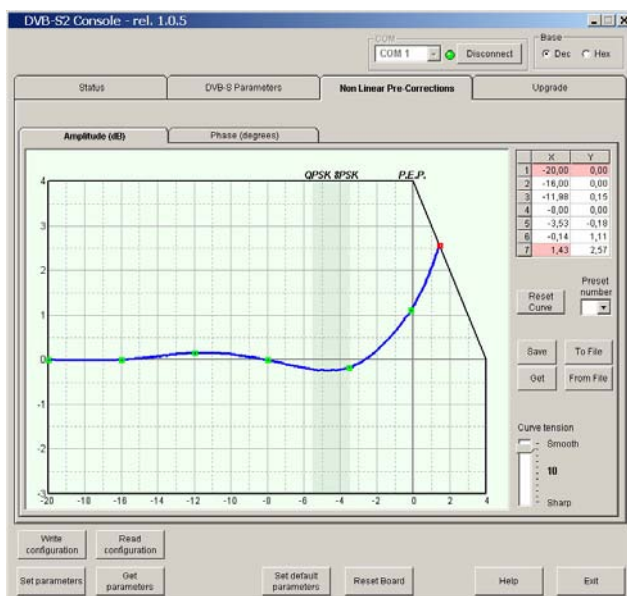 DVB-S2 Console - rel. 1.0.5
COM
COM 1
Disconnect
Base
Dec
Hex
Status
DVB-S Parameters
Non Linear Pre-Corrections
Upgrade
Amplitude (dB)
Phase (degrees)
QPSK 8PSK P.E.P.
4
3
2
1
0
-1
-2
-3
-20 -18 -16 -14 -12 -10 -8 -6 -4 -2 0 2 4
X Y
1 -20,00 0,00
2 -16,00 0,00
3 -11,98 0,15
4 -8,00 0,00
5 -3,53 -0,18
6 -0,14 1,11
7 1,43 2,57
Reset Curve
Preset number
Save
To File
Get
From File
Curve tension
Smooth
10
Sharp
Write configuration
Read configuration
Set parameters
Get parameters
Set default parameters
Reset Board
Help
Exit